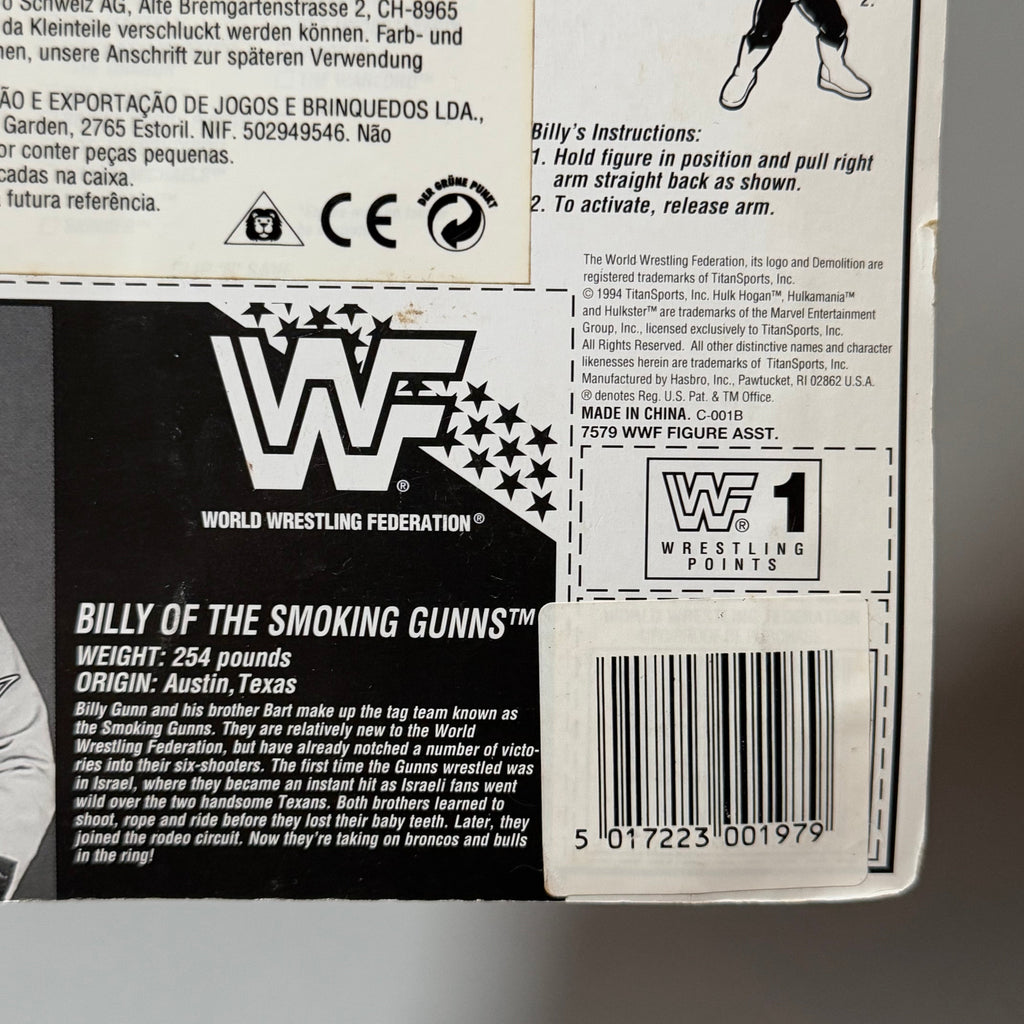 Schweiz AG, Alte Bremgartenstrasse 2, CH-8965
da Kleinteile verschluckt werden können. Farb- und
unsere Anschrift zur späteren Verwendung
E EXPORTAÇÃO DE JOGOS E BRINQUEDOS LDA.,
Garden, 2765 Estoril. NIF. 502949546. Não
conter peças pequenas.
na caixa.
futura referência.
CE
DER GRÜNE PUNKT
2.
Billy's Instructions:
1. Hold figure in position and pull right
arm straight back as shown.
2. To activate, release arm.
The World Wrestling Federation, its logo and Demolition are
registered trademarks of TitanSports, Inc.
© 1994 TitanSports, Inc. Hulk Hogan™, Hulkamania™
and Hulkster™ are trademarks of the Marvel Entertainment
Group, Inc., licensed exclusively to TitanSports, Inc.
All Rights Reserved. All other distinctive names and character
likenesses herein are trademarks of TitanSports, Inc.
Manufactured by Hasbro, Inc., Pawtucket, RI 02862 U.S.A.
® denotes Reg. U.S. Pat. & TM Office.
MADE IN CHINA. C-001B
7579 WWF FIGURE ASST.
WF ®
WORLD WRESTLING FEDERATION®
WF® 1
WRESTLING
POINTS
BILLY OF THE SMOKING GUNNS™
WEIGHT: 254 pounds
ORIGIN: Austin, Texas
Billy Gunn and his brother Bart make up the tag team known as
the Smoking Gunns. They are relatively new to the World
Wrestling Federation, but have already notched a number of victo-
ries into their six-shooters. The first time the Gunns wrestled was
in Israel, where they became an instant hit as Israeli fans went
wild over the two handsome Texans. Both brothers learned to
shoot, rope and ride before they lost their baby teeth. Later, they
joined the rodeo circuit. Now they're taking on broncos and bulls
in the ring!
5 017223 001979